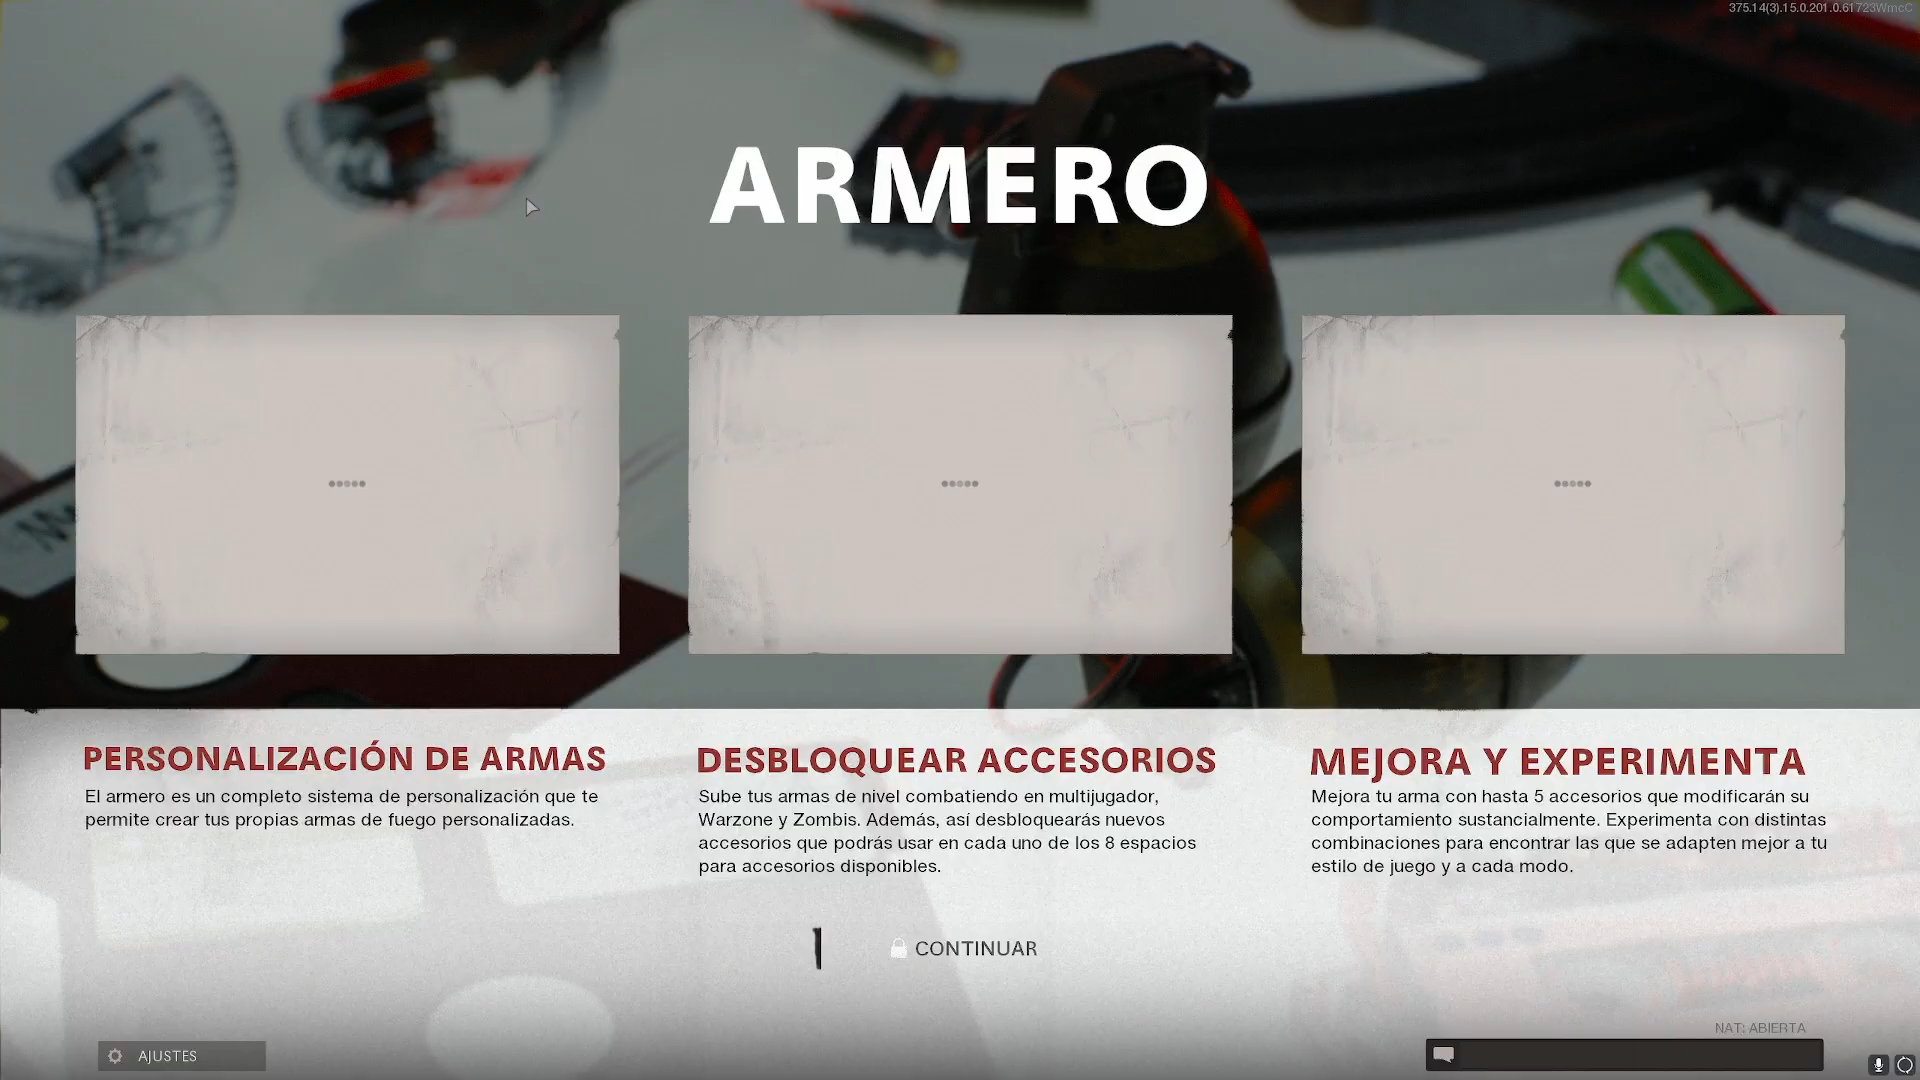 375.14(3).15.0.201.0.61723WmcC
ARMERO
PERSONALIZACIÓN DE ARMAS
El armero es un completo sistema de personalización que te
permite crear tus propias armas de fuego personalizadas.
DESBLOQUEAR ACCESORIOS
Sube tus armas de nivel combatiendo en multijugador,
Warzone y Zombis. Además, así desbloquearás nuevos
accesorios que podrás usar en cada uno de los 8 espacios
para accesorios disponibles.
MEJORA Y EXPERIMENTA
Mejora tu arma con hasta 5 accesorios que modificarán su
comportamiento sustancialmente. Experimenta con distintas
combinaciones para encontrar las que se adapten mejor a tu
estilo de juego y a cada modo.
CONTINUAR
NAT: ABIERTA
AJUSTES